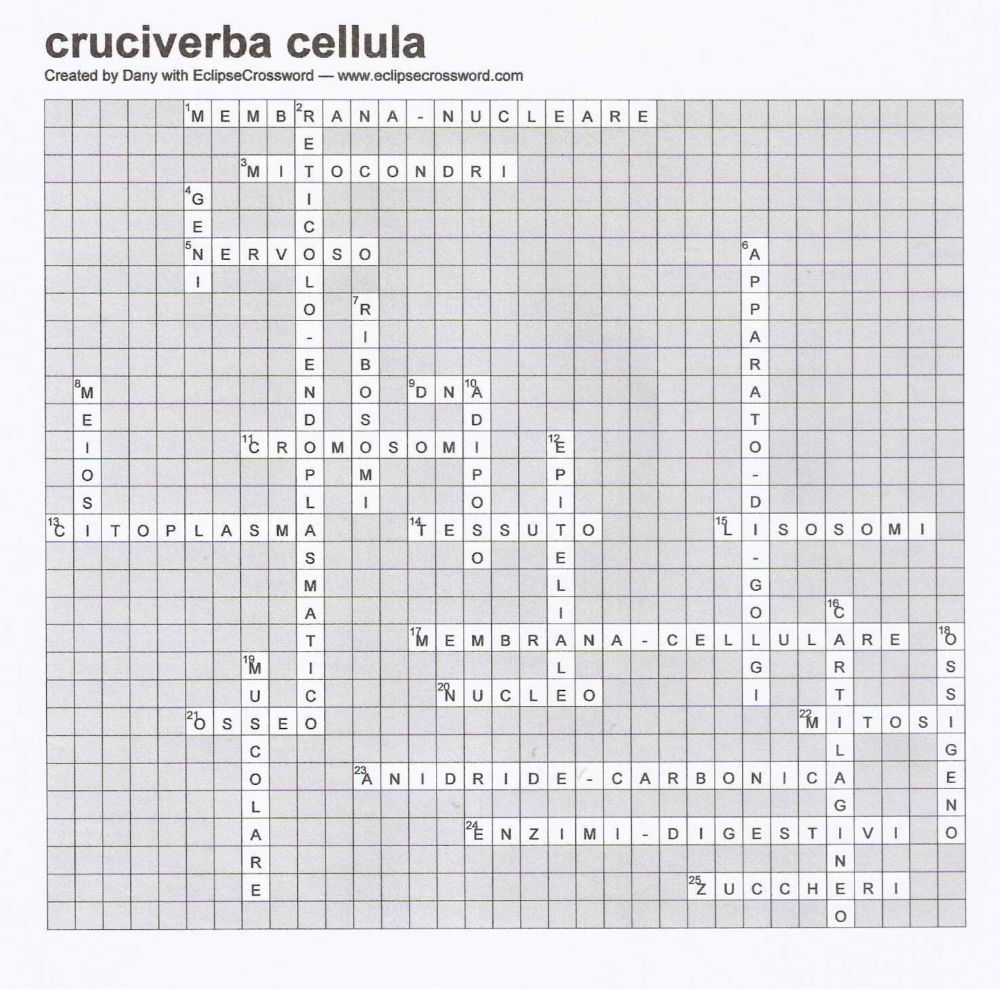 cruciverba cellula
Created by Dany with EclipseCrossword — www.eclipsecrossword.com
1 MEMBRANA-NUCLEARE
2 RETICOLO-ENDOPLASMATICO
3 MITOCONDRI
4 GENI
5 NERVOSO
6 APPARATO-DI-GOLGI
7 RIBOSOMI
8 MEIOSI
9 DNA
10 ADIPOSO
11 CROMOSOMI
12 EPITELIALE
13 CITOPLASMA
14 TESSUTO
15 LISOSOMI
16 CARTILAGINEO
17 MEMBRANA-CELLULARE
18 OSSIGENO
19 MUSCOLARE
20 NUCLEO
21 OSSEO
22 MITOSI
23 ANIDRIDE-CARBONICA
24 ENZIMI-DIGESTIVI
25 ZUCCHERI